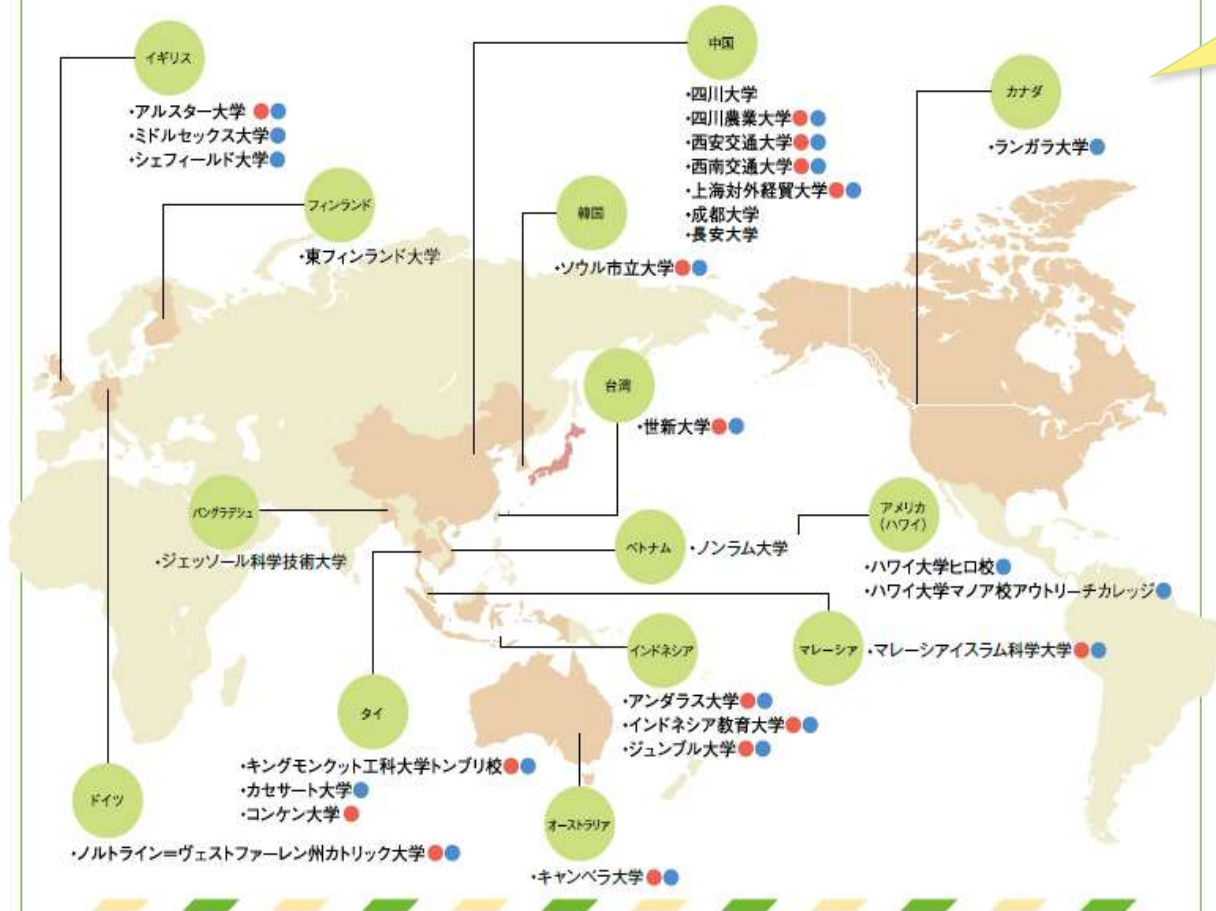 イギリス
・アルスター大学
・ミドルセックス大学
・シェフィールド大学
フィンランド
・東フィンランド大学
中国
・四川大学
・四川農業大学
・西安交通大学
・西南交通大学
・上海対外経貿大学
・成都大学
・長安大学
韓国
・ソウル市立大学
カナダ
・ランガラ大学
台湾
・世新大学
バングラデシュ
・ジェッソール科学技術大学
ベトナム
・ノンラム大学
アメリカ
(ハワイ)
・ハワイ大学ヒロ校
・ハワイ大学マノア校アウトリーチカレッジ
インドネシア
・アンダラス大学
・インドネシア教育大学
・ジュンブル大学
マレーシア
・マレーシアイスラム科学大学
タイ
・キングモンクット工科大学トンブリ校
・カセサート大学
・コンケン大学
ドイツ
・ノルトライン=ヴェストファーレン州カトリック大学
オーストラリア
・キャンベラ大学